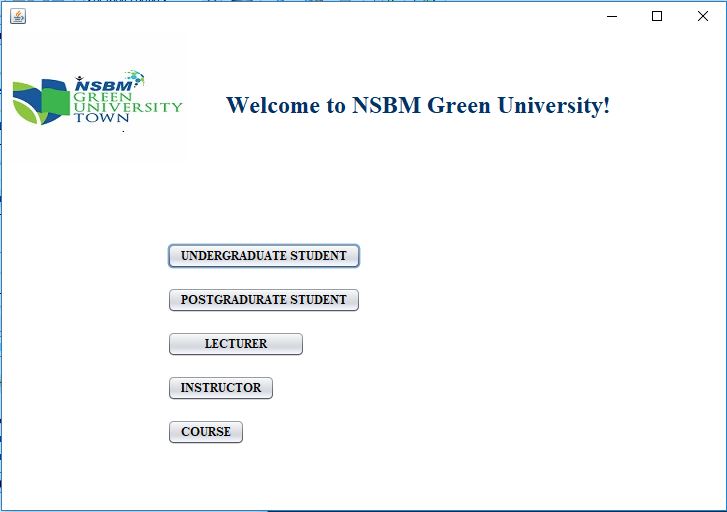 NSBM
GREEN
UNIVERSITY
TOWN
Welcome to NSBM Green University!
UNDERGRADUATE STUDENT
POSTGRADURATE STUDENT
LECTURER
INSTRUCTOR
COURSE